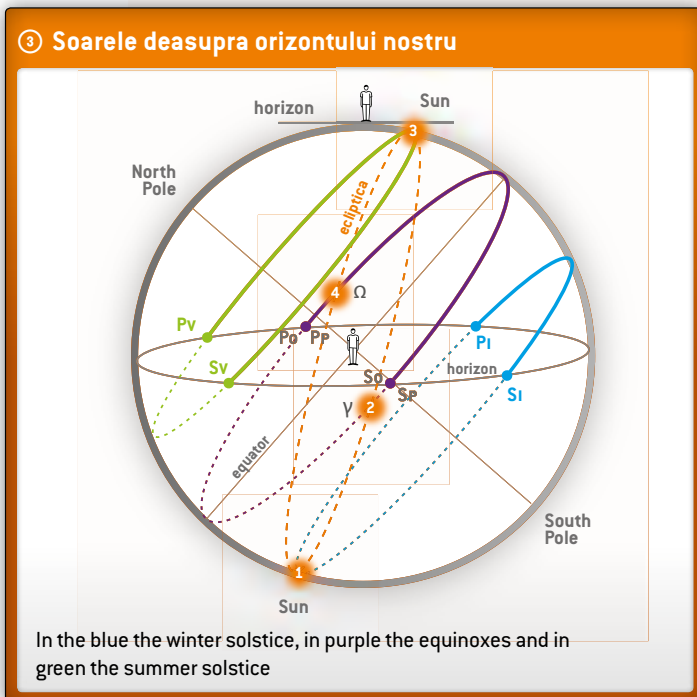 3 Soarele deasupra orizontului nostru
horizon
Sun
3
North
Pole
ecliptica
4 Ω
PV
PO PP
PI
SV
SO
horizon
SP
SI
γ 2
equator
South
Pole
1
Sun
In the blue the winter solstice, in purple the equinoxes and in
green the summer solstice